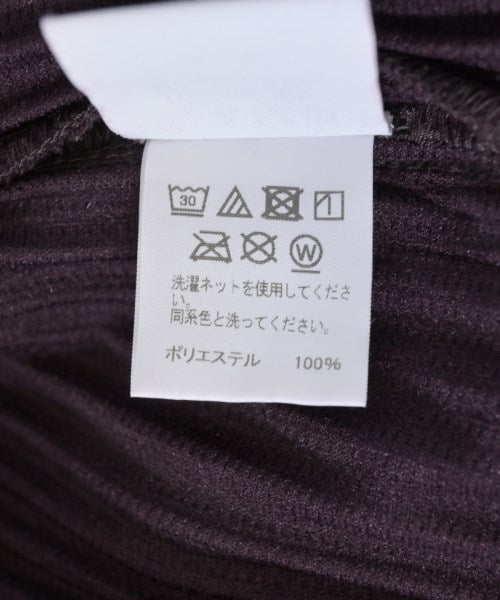 30
W
洗濯ネットを使用してくださ
い。
同系色と洗ってください。
ポリエステル 100%